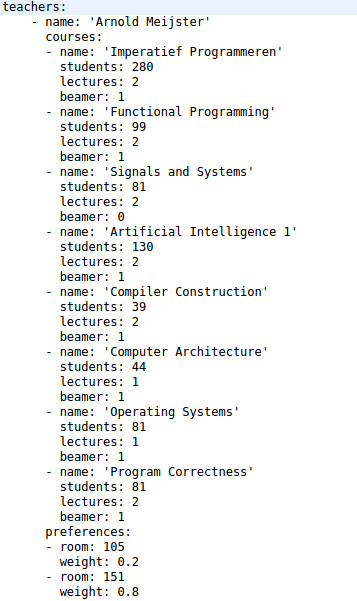 teachers:
    - name: 'Arnold Meijster'
      courses:
      - name: 'Imperatief Programmeren'
        students: 280
        lectures: 2
        beamer: 1
      - name: 'Functional Programming'
        students: 99
        lectures: 2
        beamer: 1
      - name: 'Signals and Systems'
        students: 81
        lectures: 2
        beamer: 0
      - name: 'Artificial Intelligence 1'
        students: 130
        lectures: 2
        beamer: 1
      - name: 'Compiler Construction'
        students: 39
        lectures: 2
        beamer: 1
      - name: 'Computer Architecture'
        students: 44
        lectures: 1
        beamer: 1
      - name: 'Operating Systems'
        students: 81
        lectures: 1
        beamer: 1
      - name: 'Program Correctness'
        students: 81
        lectures: 2
        beamer: 1
      preferences:
      - room: 105
        weight: 0.2
      - room: 151
        weight: 0.8